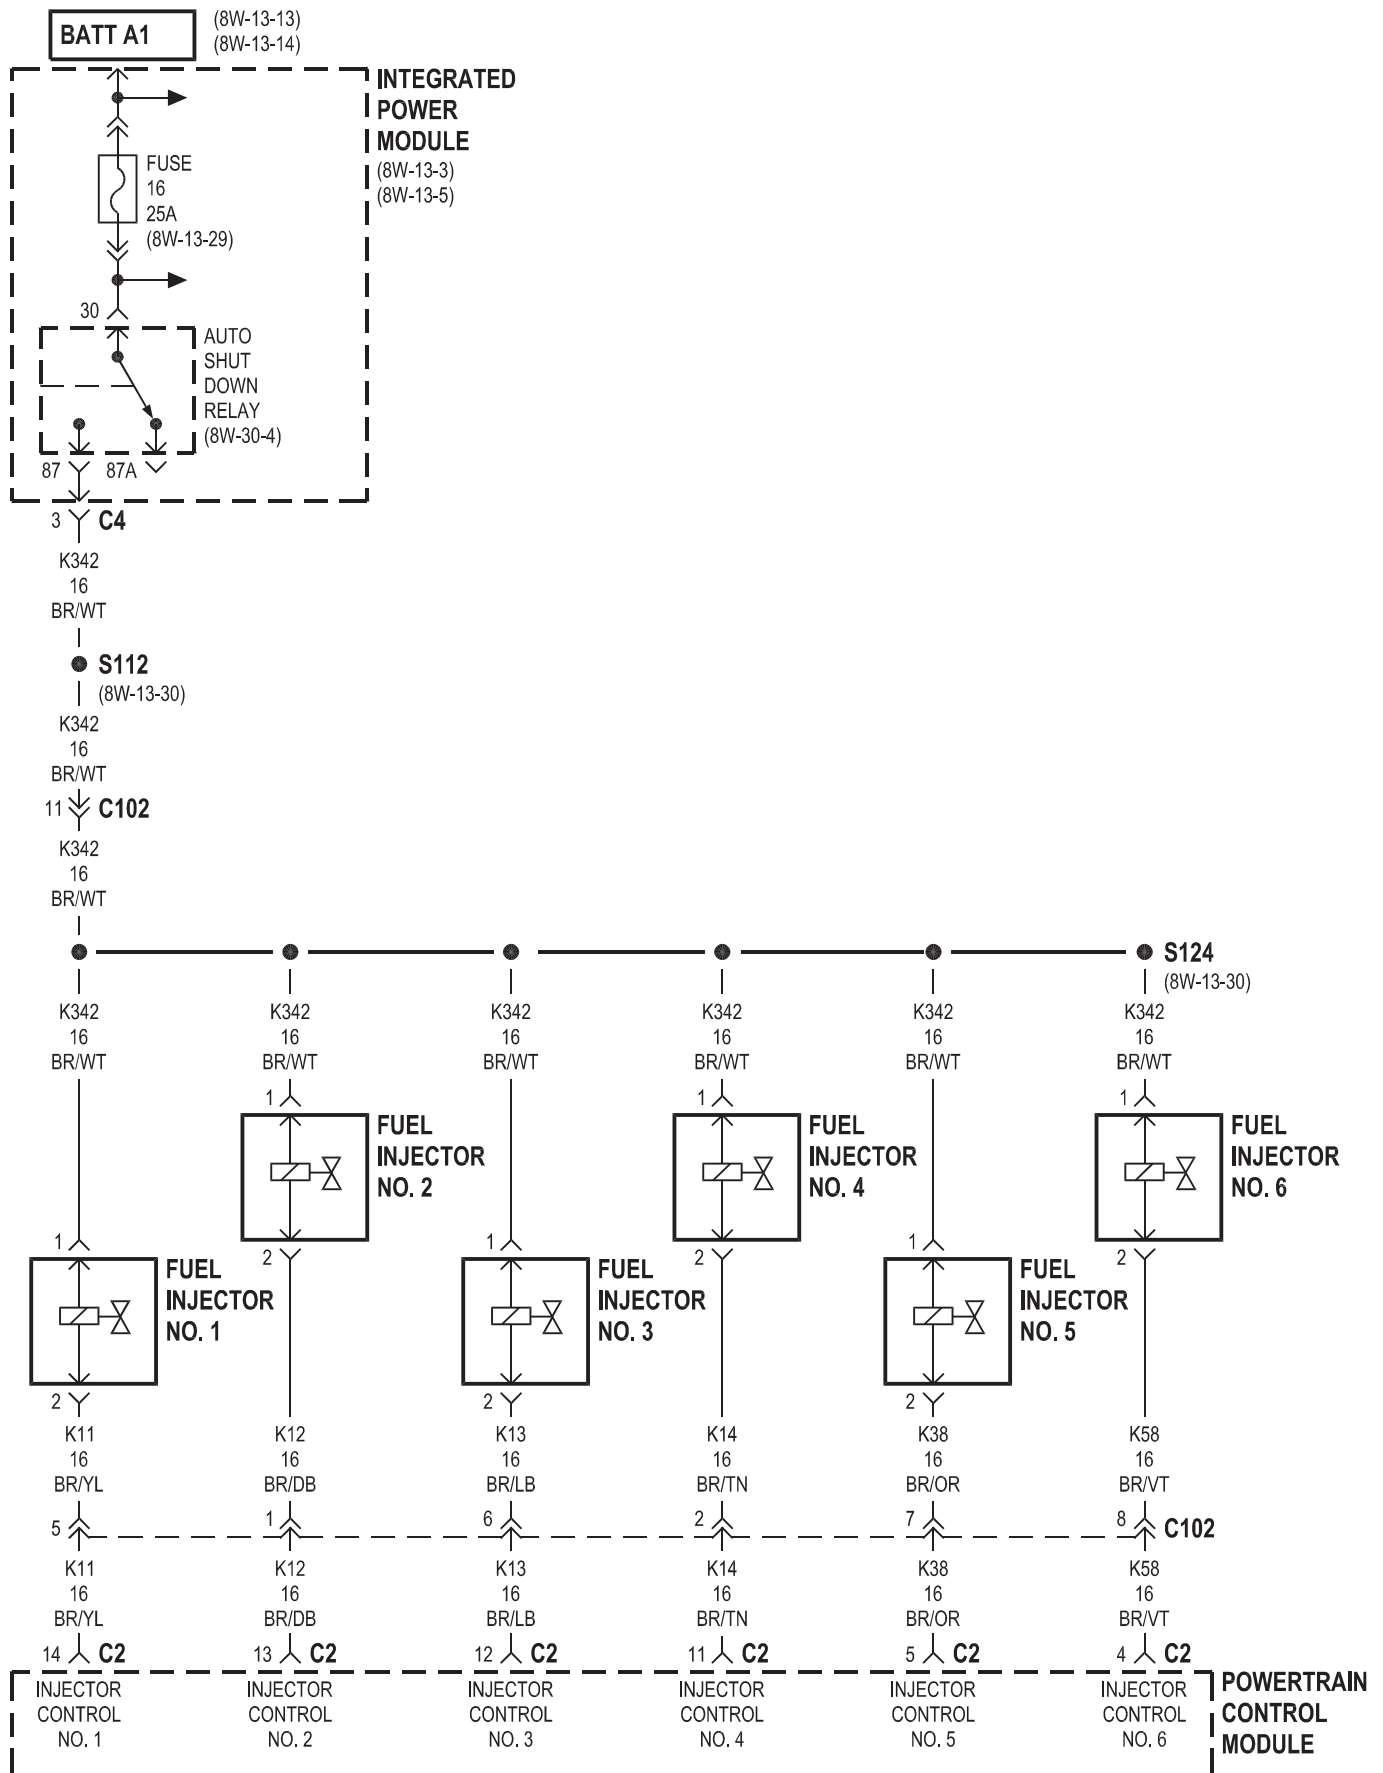 BATT A1
(8W-13-13)
(8W-13-14)
INTEGRATED
POWER
MODULE
(8W-13-3)
(8W-13-5)
FUSE
16
25A
(8W-13-29)
30
AUTO
SHUT
DOWN
RELAY
(8W-30-4)
87 87A
3 C4
K342
16
BR/WT
S112
(8W-13-30)
K342
16
BR/WT
11 C102
K342
16
BR/WT
S124
(8W-13-30)
K342 K342 K342 K342 K342 K342
16 16 16 16 16 16
BR/WT BR/WT BR/WT BR/WT BR/WT BR/WT
1 1 1
FUEL
INJECTOR
NO. 2
FUEL
INJECTOR
NO. 4
FUEL
INJECTOR
NO. 6
1 2 1 2 1 2
FUEL
INJECTOR
NO. 1
FUEL
INJECTOR
NO. 3
FUEL
INJECTOR
NO. 5
2 2 2
K11 K12 K13 K14 K38 K58
16 16 16 16 16 16
BR/YL BR/DB BR/LB BR/TN BR/OR BR/VT
5 1 6 2 7 8 C102
K11 K12 K13 K14 K38 K58
16 16 16 16 16 16
BR/YL BR/DB BR/LB BR/TN BR/OR BR/VT
14 C2 13 C2 12 C2 11 C2 5 C2 4 C2
INJECTOR INJECTOR INJECTOR INJECTOR INJECTOR INJECTOR
CONTROL CONTROL CONTROL CONTROL CONTROL CONTROL
NO. 1 NO. 2 NO. 3 NO. 4 NO. 5 NO. 6
POWERTRAIN
CONTROL
MODULE